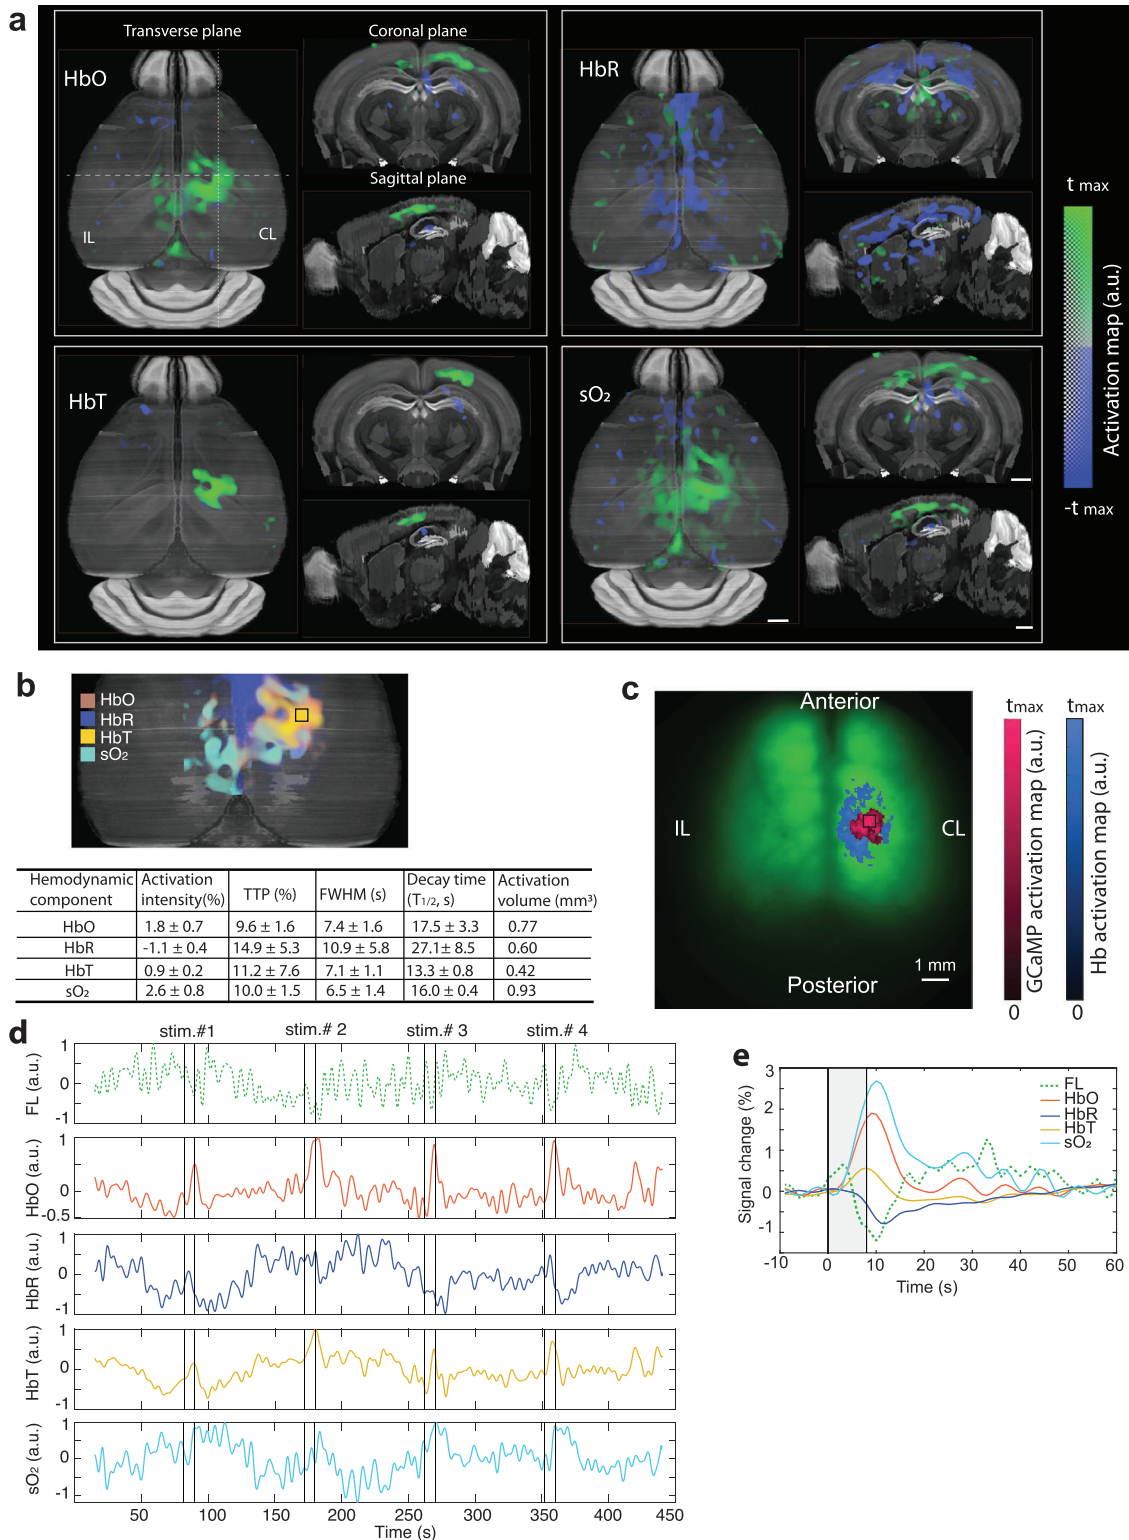 a
Transverse plane
Coronal plane
HbO
HbR
Sagittal plane
IL
CL
HbT
sO₂
t max
Activation map (a.u.)
-t max
b
HbO
HbR
HbT
sO₂
Hemodynamic component | Activation intensity(%) | TTP (%) | FWHM (s) | Decay time (T1/2, s) | Activation volume (mm³)
HbO | 1.8 ± 0.7 | 9.6 ± 1.6 | 7.4 ± 1.6 | 17.5 ± 3.3 | 0.77
HbR | -1.1 ± 0.4 | 14.9 ± 5.3 | 10.9 ± 5.8 | 27.1± 8.5 | 0.60
HbT | 0.9 ± 0.2 | 11.2 ± 7.6 | 7.1 ± 1.1 | 13.3 ± 0.8 | 0.42
sO₂ | 2.6 ± 0.8 | 10.0 ± 1.5 | 6.5 ± 1.4 | 16.0 ± 0.4 | 0.93
c
Anterior
IL
CL
Posterior
1 mm
tmax
GCaMP activation map (a.u.)
0
tmax
Hb activation map (a.u.)
0
d
stim.#1
stim.# 2
stim.# 3
stim.# 4
FL (a.u.)
1
0
-1
HbO (a.u.)
1
0
-0.5
HbR (a.u.)
1
0
-1
HbT (a.u.)
1
0
-1
sO₂ (a.u.)
1
0
-1
50 100 150 200 250 300 350 400 450
Time (s)
e
Signal change (%)
3
2
1
0
-1
FL
HbO
HbR
HbT
sO₂
-10 0 10 20 30 40 50 60
Time (s)